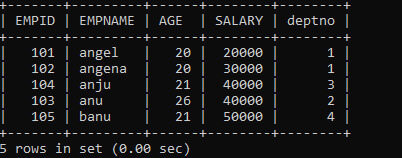 | EMPID | EMPNAME | AGE | SALARY | deptno |
| 101 | angel | 20 | 20000 | 1 |
| 102 | angena | 20 | 30000 | 1 |
| 104 | anju | 21 | 40000 | 3 |
| 103 | anu | 26 | 40000 | 2 |
| 105 | banu | 21 | 50000 | 4 |
5 rows in set (0.00 sec)